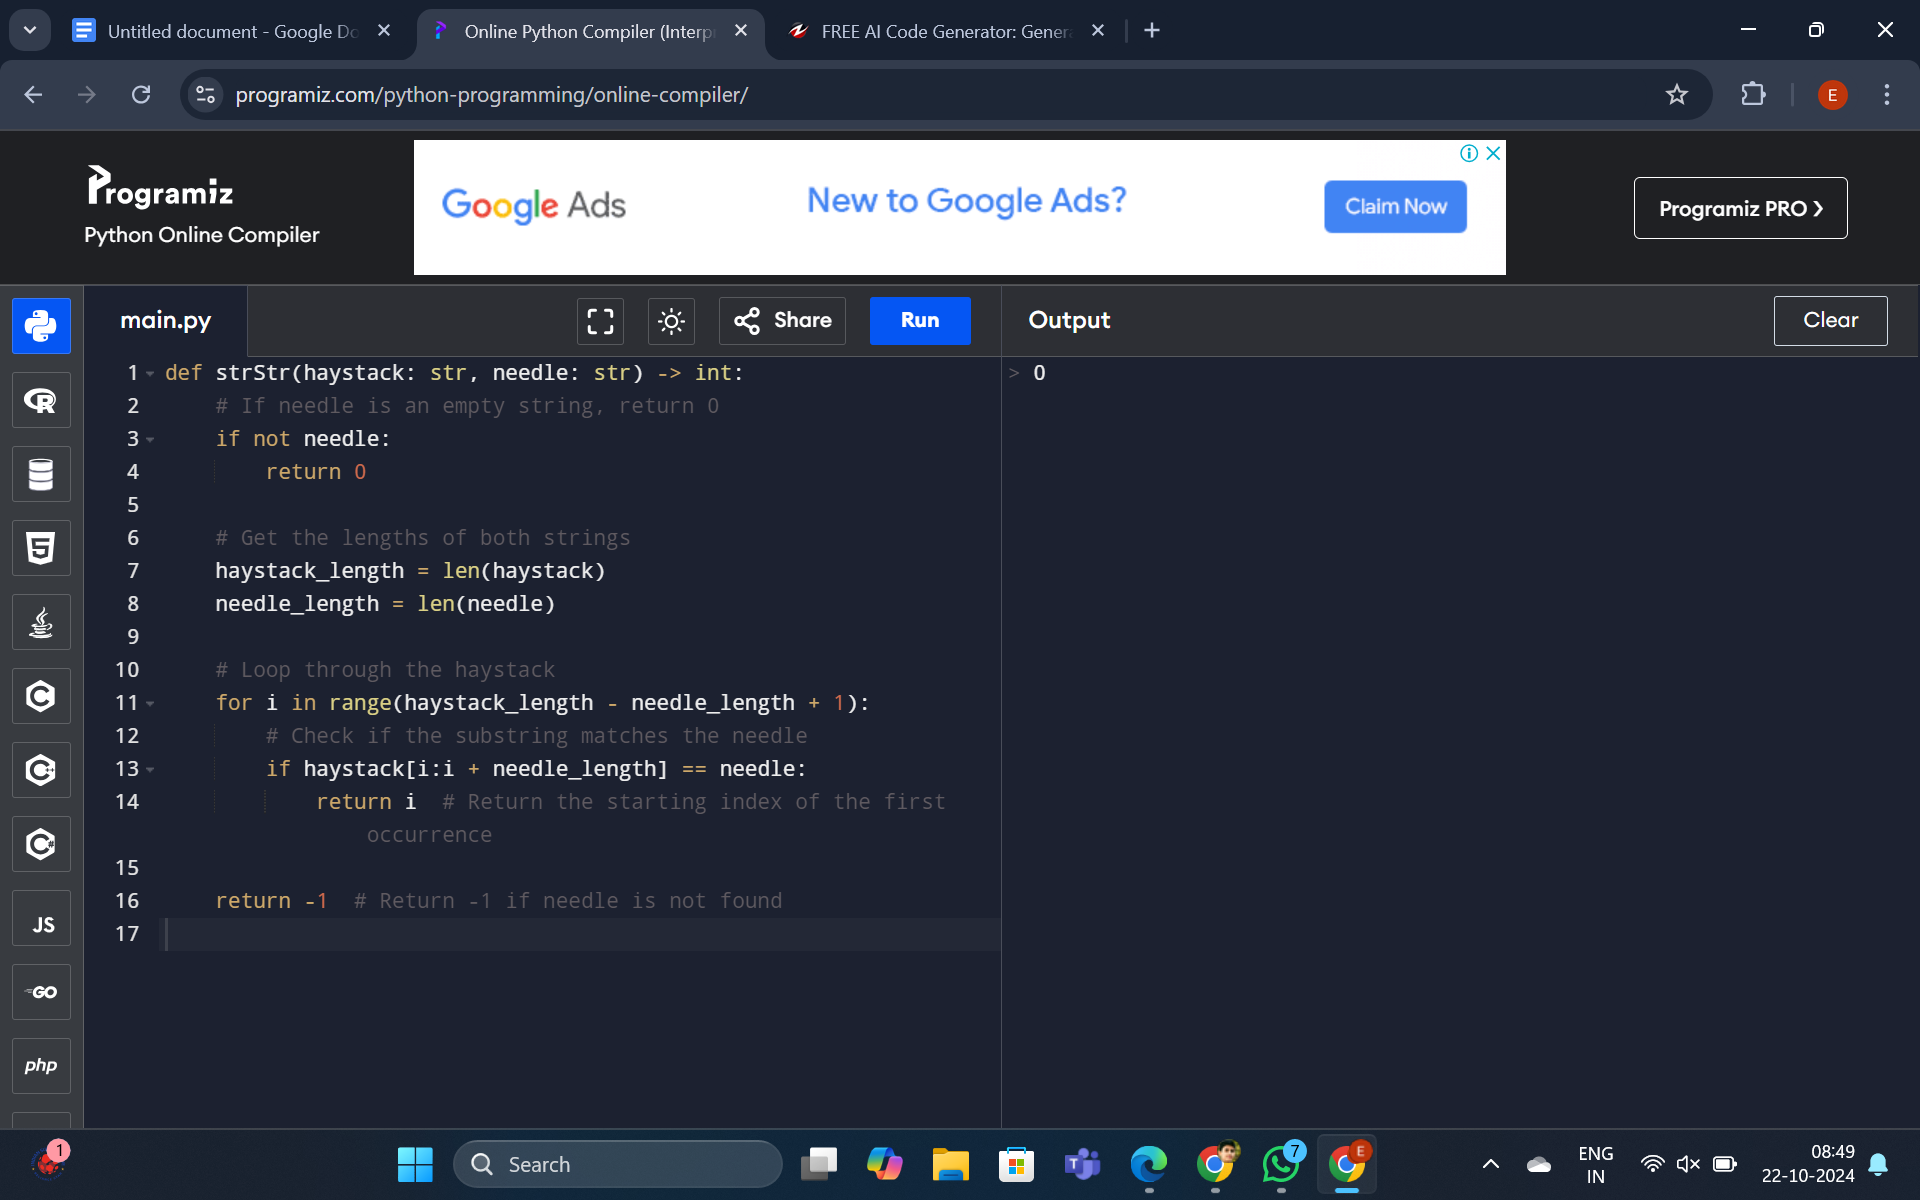 Untitled document - Google Do
Online Python Compiler (Interp
FREE AI Code Generator: Genera
programiz.com/python-programming/online-compiler/
E
Programiz
Python Online Compiler
Google Ads
New to Google Ads?
Claim Now
Programiz PRO ❯
main.py
Share
Run
Output
Clear
1 def strStr(haystack: str, needle: str) -> int:
2 # If needle is an empty string, return 0
3 if not needle:
4 return 0
5
6 # Get the lengths of both strings
7 haystack_length = len(haystack)
8 needle_length = len(needle)
9
10 # Loop through the haystack
11 for i in range(haystack_length - needle_length + 1):
12 # Check if the substring matches the needle
13 if haystack[i:i + needle_length] == needle:
14 return i # Return the starting index of the first
occurrence
15
16 return -1 # Return -1 if needle is not found
17
> 0
R
5
C
C++
C#
JS
GO
php
1
Search
T
7
E
ENG
IN
08:49
22-10-2024